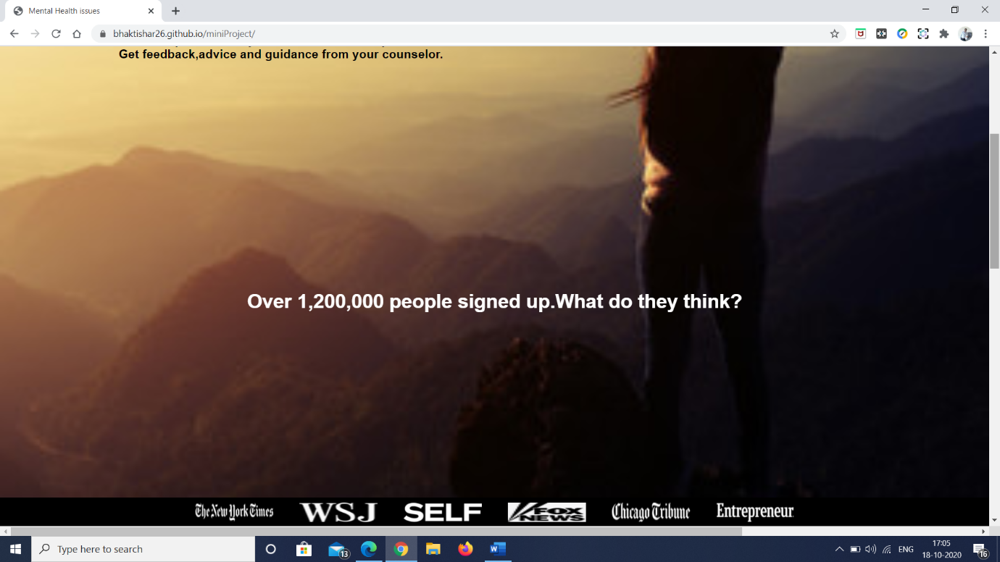 Mental Health issues
bhaktishar26.github.io/miniProject/
Get feedback,advice and guidance from your counselor.
Over 1,200,000 people signed up.What do they think?
The New York Times WSJ SELF FOX NEWS Chicago Tribune Entrepreneur
Type here to search 13 ENG 17:05
18-10-2020 16